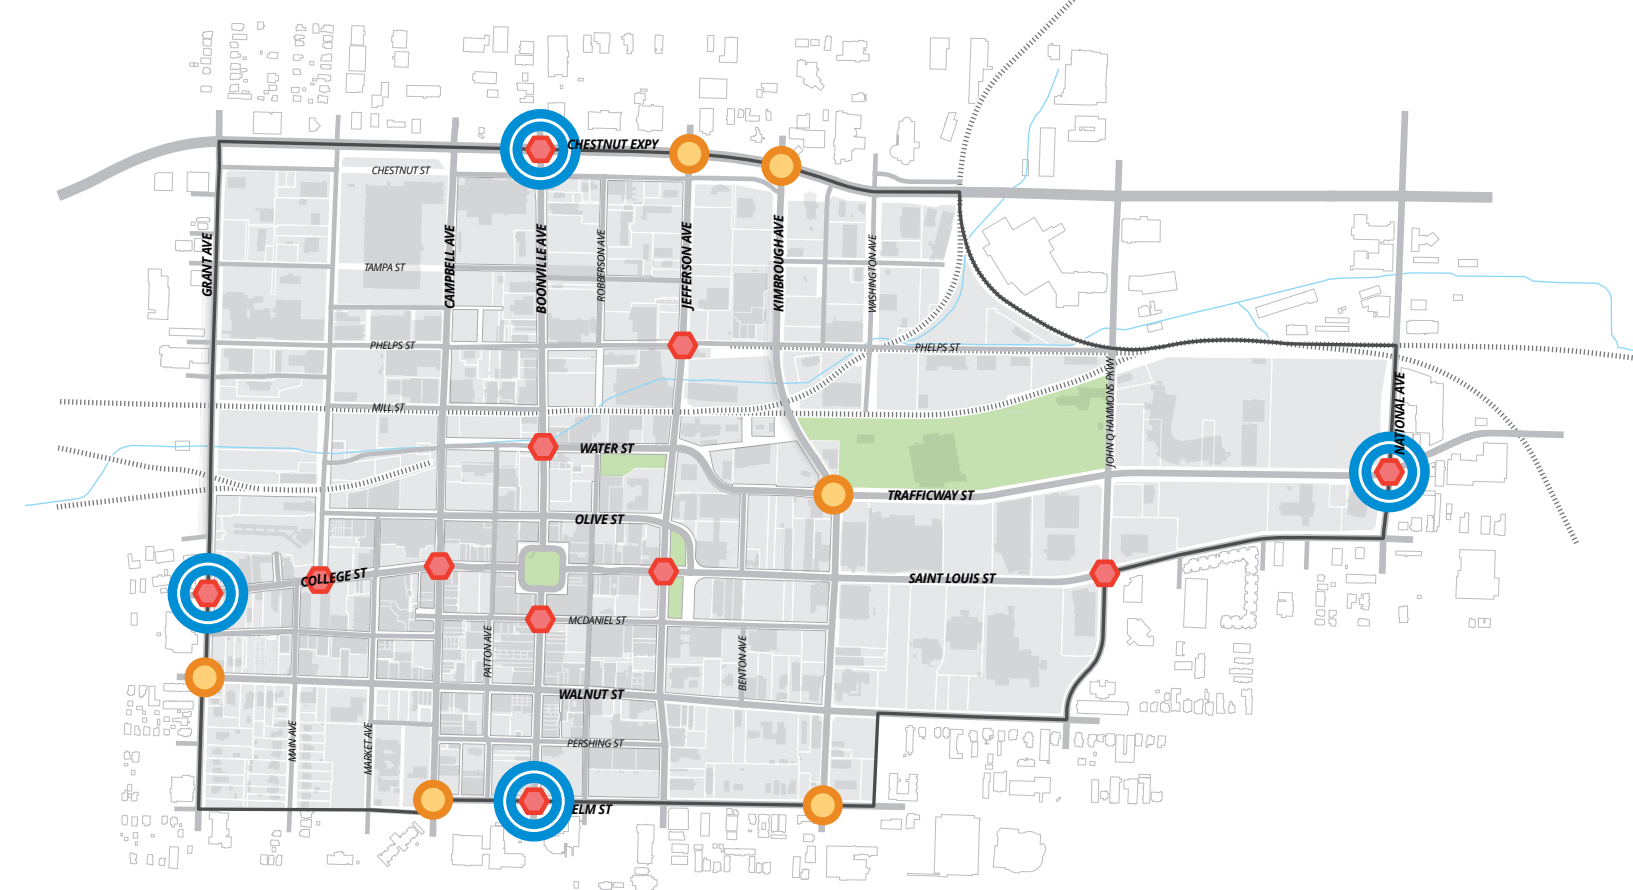 CHESTNUT EXPY
CHESTNUT ST
GRANT AVE
CAMPBELL AVE
BOONVILLE AVE
ROBBERSON AVE
JEFFERSON AVE
KIMBROUGH AVE
WASHINGTON AVE
TAMPA ST
PHELPS ST
PHELPS ST
JOHN Q HAMMONS PKWY
NATIONAL AVE
MILL ST
WATER ST
TRAFFICWAY ST
OLIVE ST
COLLEGE ST
SAINT LOUIS ST
MCDANIEL ST
PATTON AVE
BENTON AVE
WALNUT ST
MAIN AVE
MARKET AVE
PERSHING ST
ELM ST